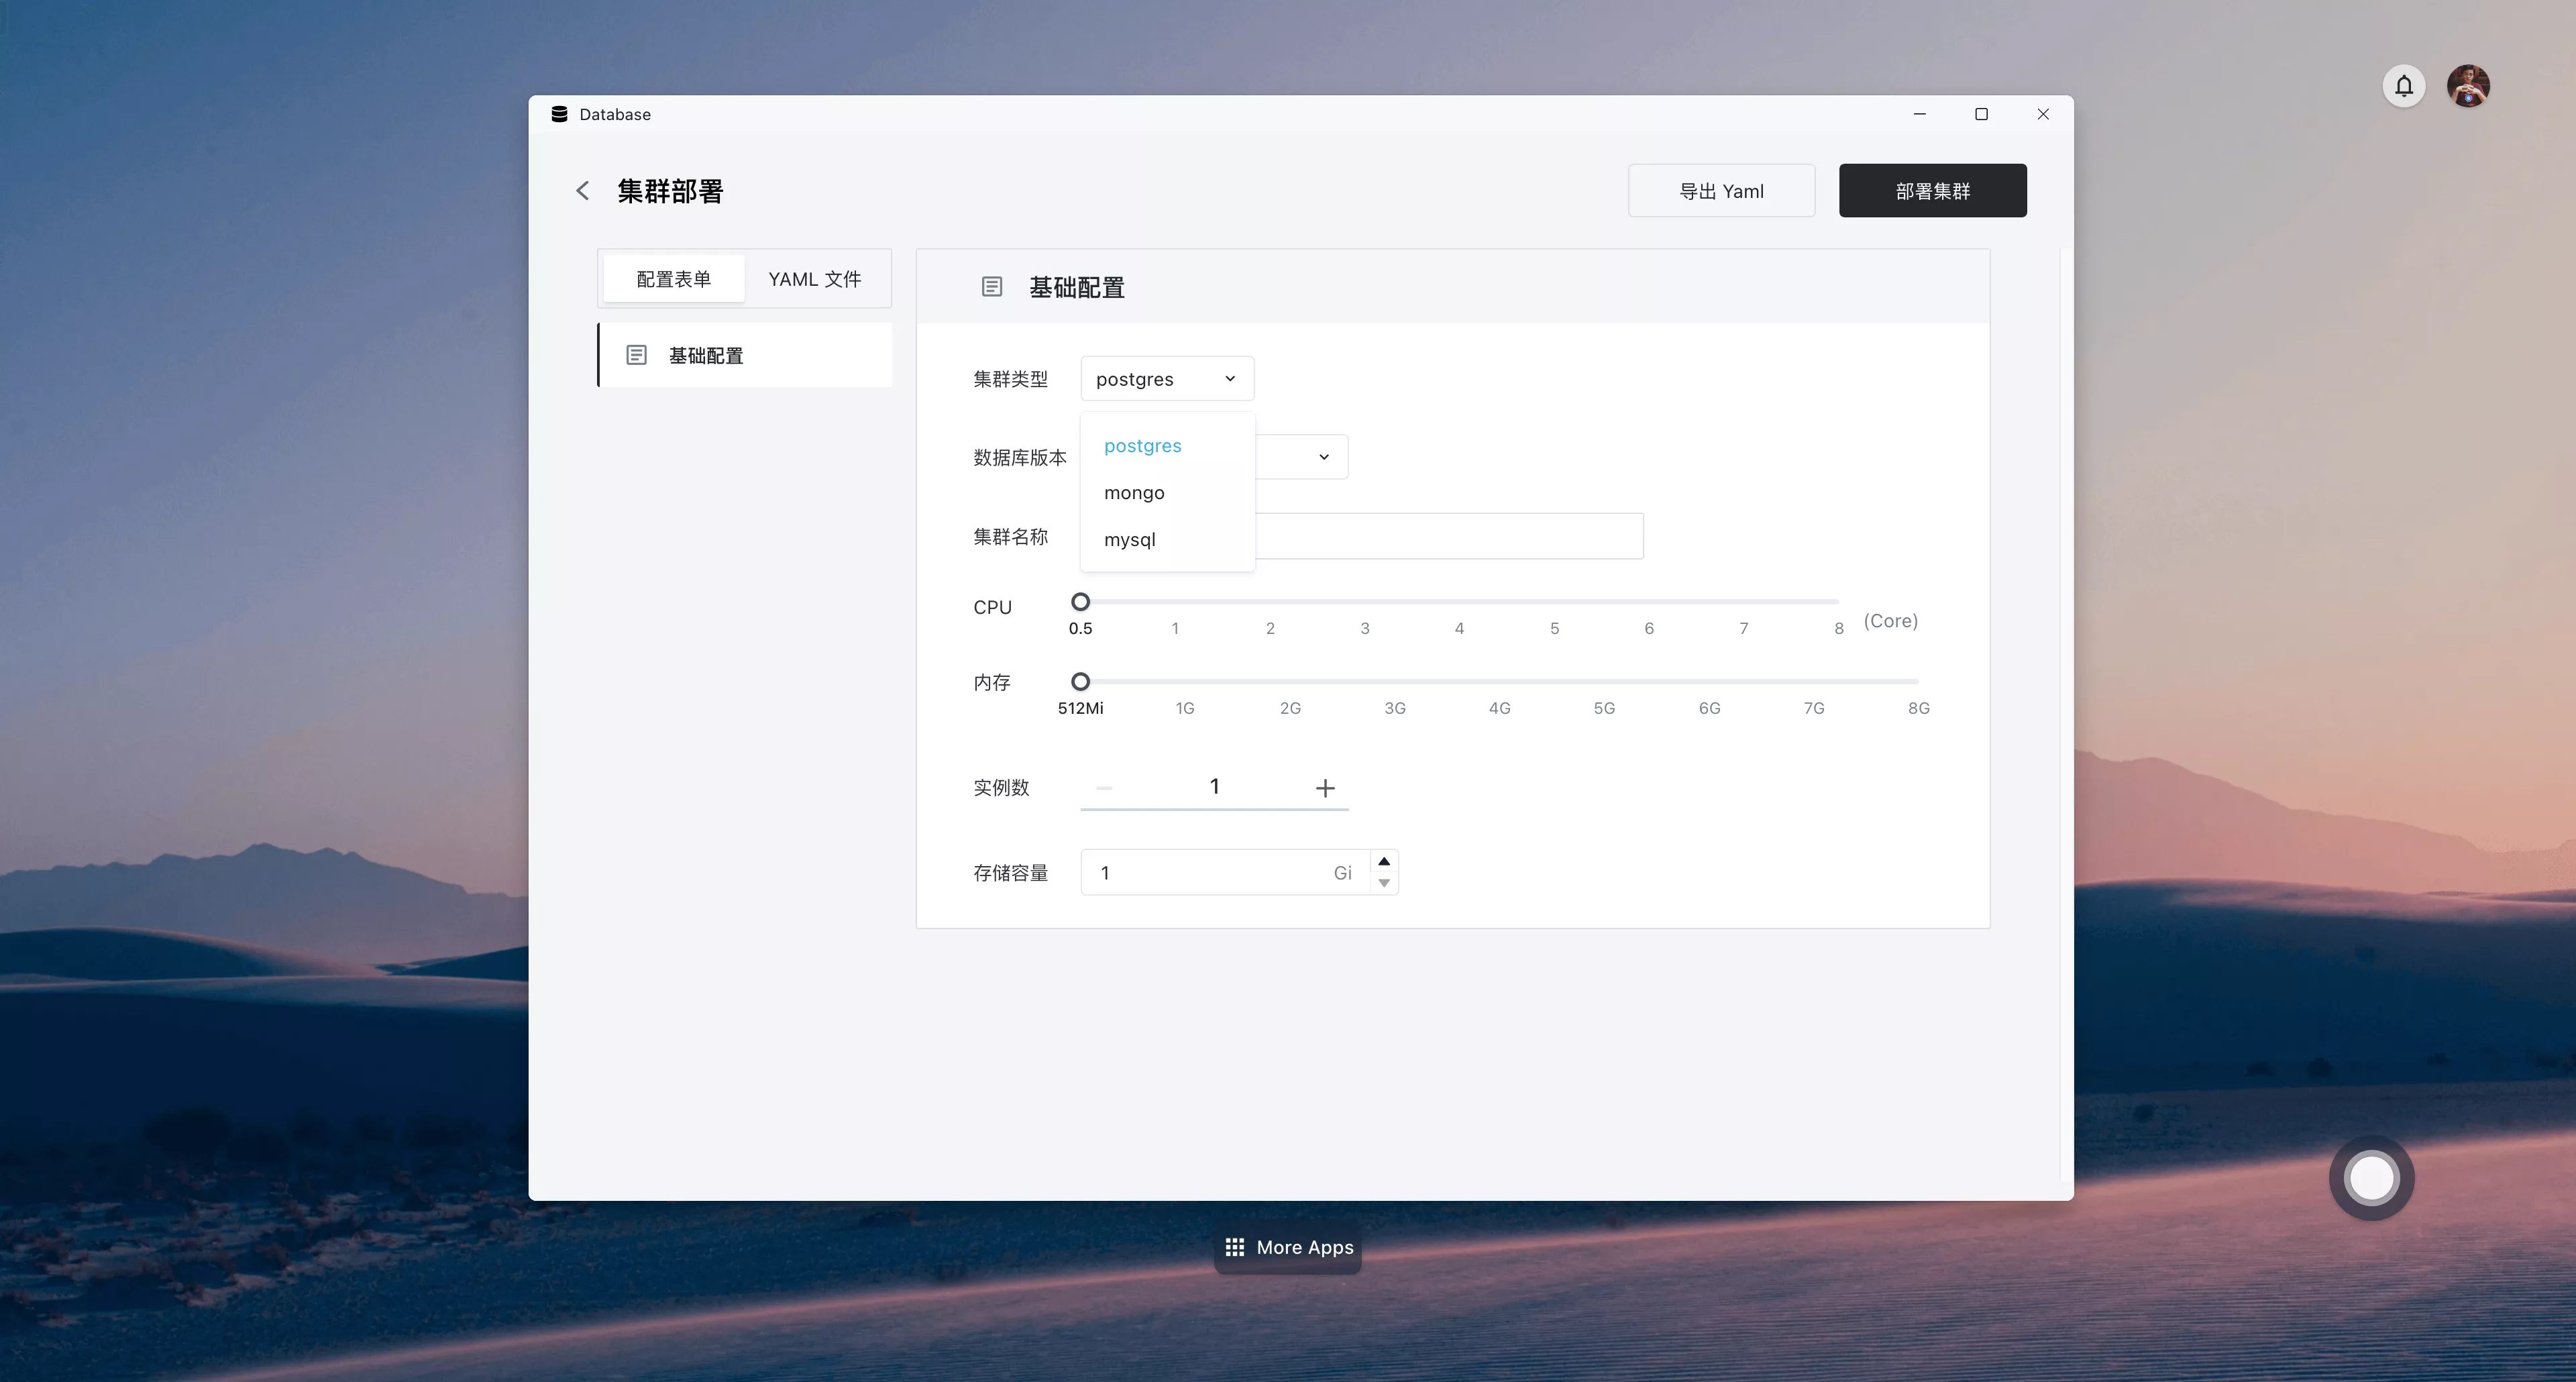 Database
集群部署
导出 Yaml
部署集群
配置表单
YAML 文件
基础配置
基础配置
集群类型
postgres
postgres
mongo
mysql
数据库版本
集群名称
CPU
0.5 1 2 3 4 5 6 7 8 (Core)
内存
512Mi 1G 2G 3G 4G 5G 6G 7G 8G
实例数
1
存储容量
1 Gi
More Apps